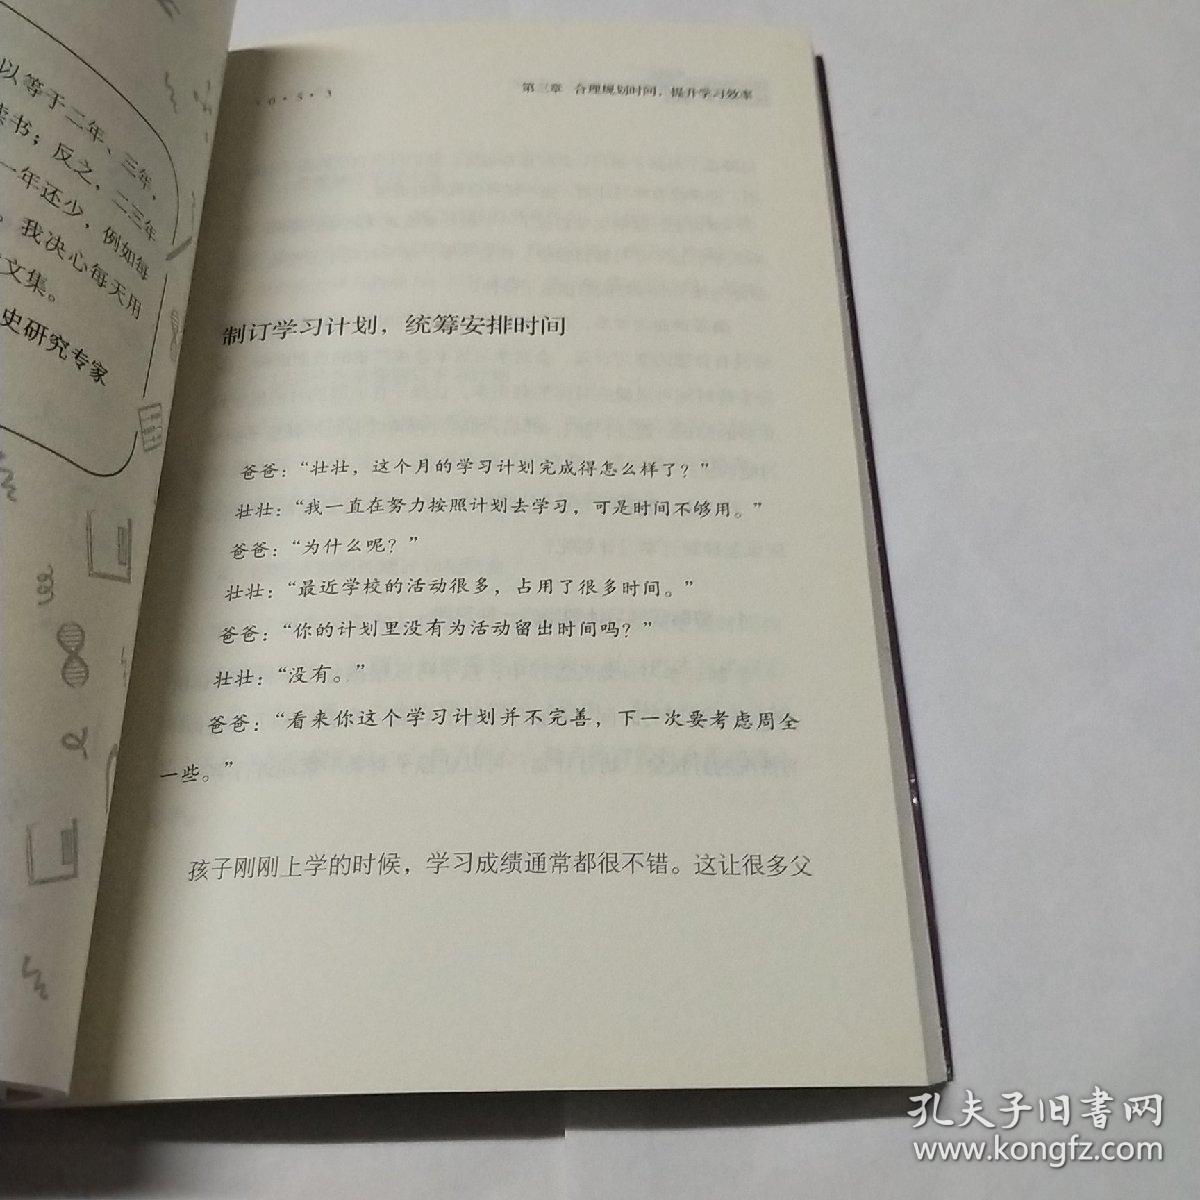 以等于二年、三年，
读书；反之，二三年
一年还少，例如每
我决心每天用
文集。
史研究专家
第三章 合理规划时间，提升学习效率
制订学习计划，统筹安排时间
爸爸：“壮壮，这个月的学习计划完成得怎么样了？”
壮壮：“我一直在努力按照计划去学习，可是时间不够用。”
爸爸：“为什么呢？”
壮壮：“最近学校的活动很多，占用了很多时间。”
爸爸：“你的计划里没有为活动留出时间吗？”
壮壮：“没有。”
爸爸：“看来你这个学习计划并不完善，下一次要考虑周全
一些。”
孩子刚刚上学的时候，学习成绩通常都很不错。这让很多父
孔夫子旧书网
www.kongfz.com